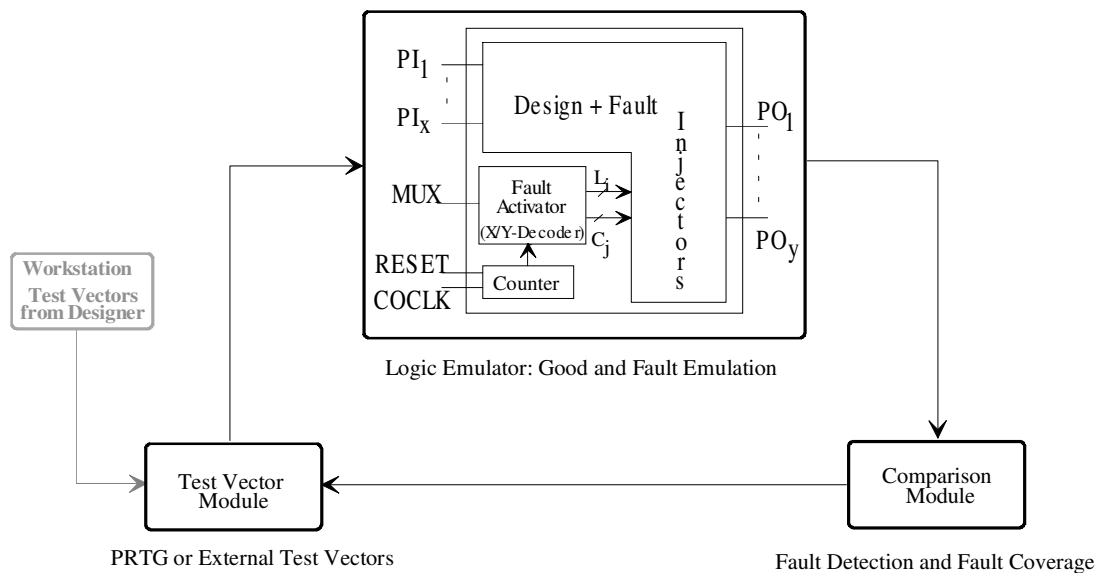 PI1
PIx
MUX
RESET
COCLK
Design + Fault
Injectors
Fault
Activator
(X/Y-Decoder)
Li
Cj
Counter
PO1
POy
Logic Emulator: Good and Fault Emulation
Workstation
Test Vectors
from Designer
Test Vector
Module
PRTG or External Test Vectors
Comparison
Module
Fault Detection and Fault Coverage